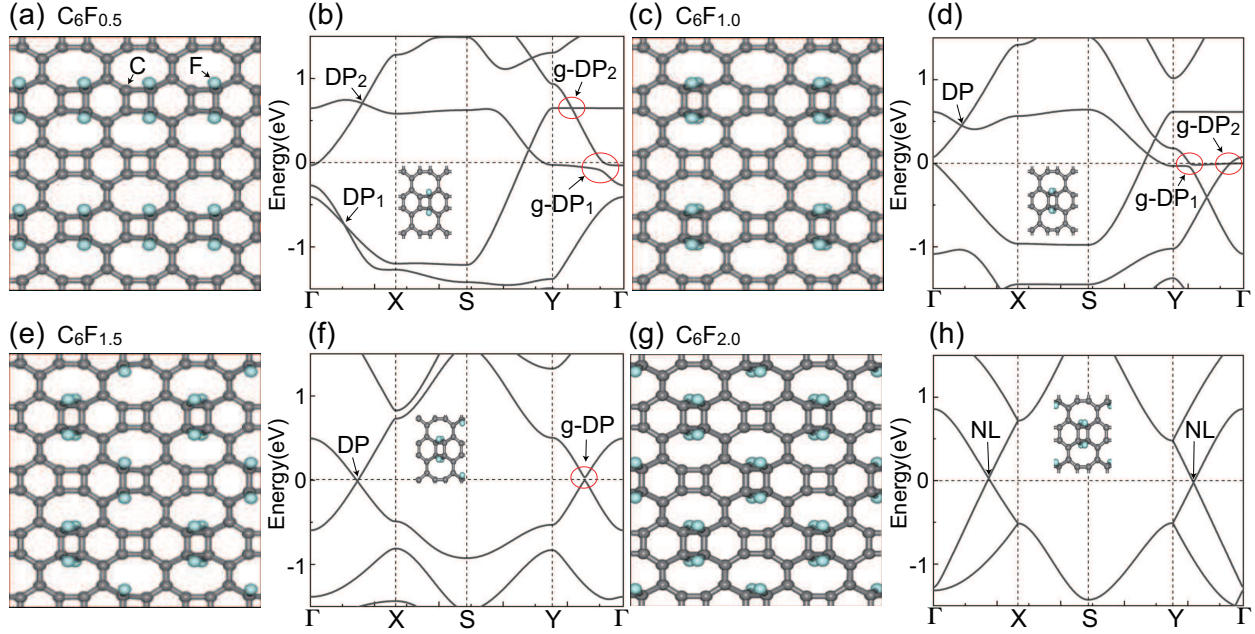 (a) C6F0.5
C
F
(b)
Energy(eV)
1
0
-1
DP2
DP1
g-DP2
g-DP1
Γ X S Y Γ
(c) C6F1.0
(d)
Energy(eV)
1
0
-1
DP
g-DP2
g-DP1
Γ X S Y Γ
(e) C6F1.5
(f)
Energy(eV)
1
0
-1
DP
g-DP
Γ X S Y Γ
(g) C6F2.0
(h)
Energy(eV)
1
0
-1
NL
NL
Γ X S Y Γ